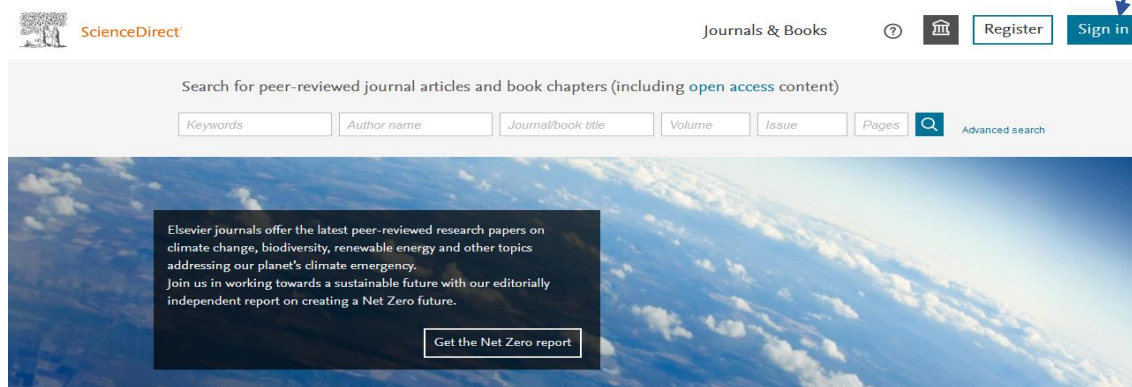 ScienceDirect®
Journals & Books
?
Register
Sign in
Search for peer-reviewed journal articles and book chapters (including open access content)
Keywords
Author name
Journal/book title
Volume
Issue
Pages
Advanced search
Elsevier journals offer the latest peer-reviewed research papers on
climate change, biodiversity, renewable energy and other topics
addressing our planet's climate emergency.
Join us in working towards a sustainable future with our editorially
independent report on creating a Net Zero future.
Get the Net Zero report